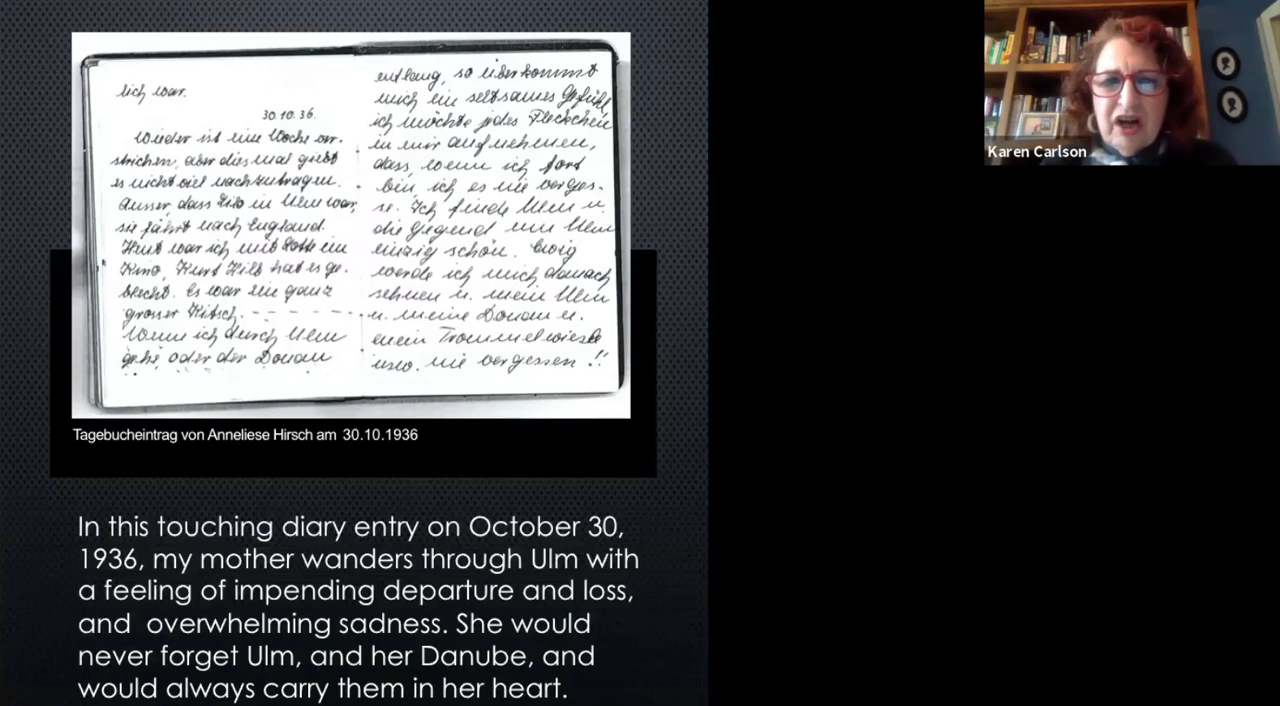 lich war.
30.10.36.
Wieder ist eine Woche ver-
strichen, aber diesmal giebt
es nicht viel nachzutragen.
Ausser, dass in Ulm war,
sie fährt nach England.
Heut war ich mit Lotte im
Kino, Kurt Hilb hat es ge-
blecht. Es war ein ganz
grosser Kitsch. - - - - - - -
Wenn ich durch Ulm
gehe oder der Donau
entlang, so überkommt
mich ein seltsames Gefühl,
ich möchte jedes Fleckchen
in mir aufnehmen,
dass, wenn ich fort
bin, ich es nie verges-
se. Ich finde Ulm u.
die Gegend um Ulm
einzig schön. Ewig
werde ich mich danach
sehnen u. mein Ulm
u. meine Donau u.
mein
usw. nie vergessen !!
Tagebucheintrag von Anneliese Hirsch am 30.10.1936
In this touching diary entry on October 30,
1936, my mother wanders through Ulm with
a feeling of impending departure and loss,
and overwhelming sadness. She would
never forget Ulm, and her Danube, and
would always carry them in her heart.
Karen Carlson